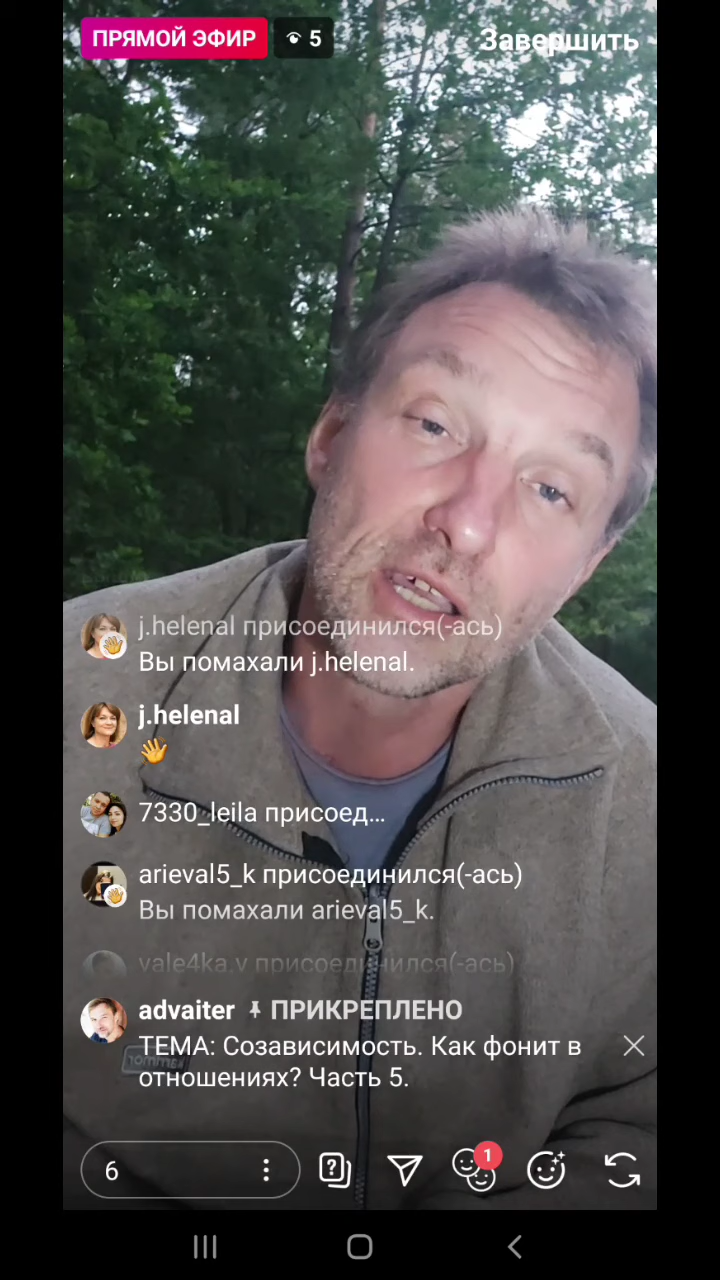 ПРЯМОЙ ЭФИР
5
Завершить
j.helenal присоединился(-ась)
Вы помахали j.helenal.
j.helenal
7330_leila присоед...
arieval5_k присоединился(-ась)
Вы помахали arieval5_k.
vale4ka.v присоединился(-ась)
advaiter ПРИКРЕПЛЕНО
ТЕМА: Созависимость. Как фонит в
отношениях? Часть 5.
6
1